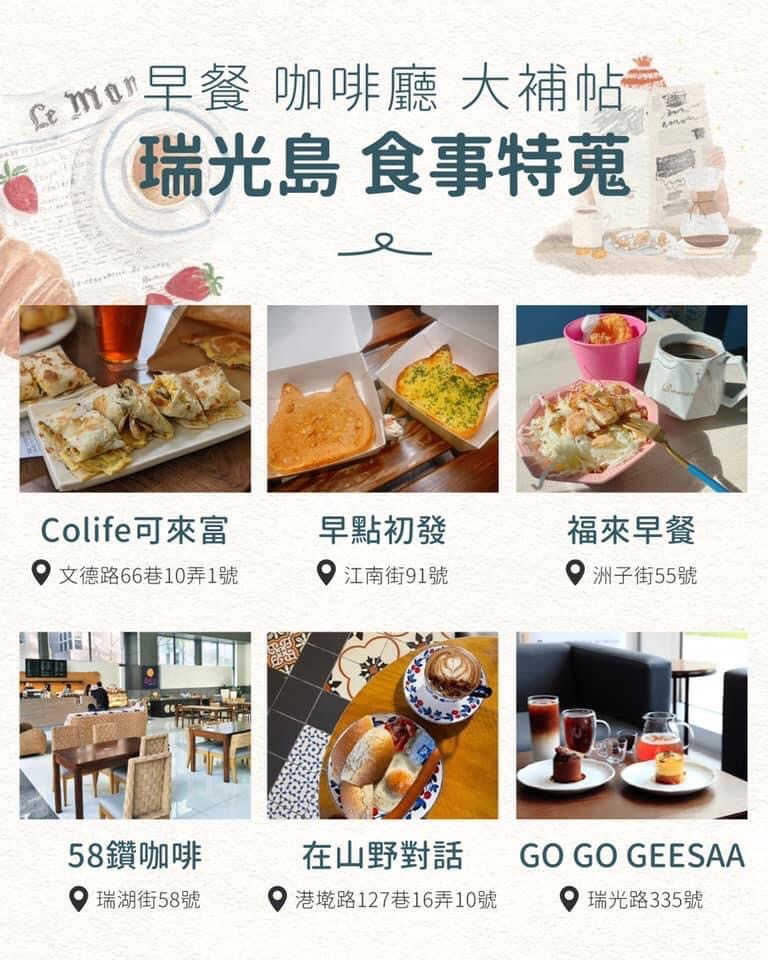 Le Mon
早餐 咖啡廳 大補帖
瑞光島 食事特蒐
Colife可來富
文德路66巷10弄1號
早點初發
江南街91號
福來早餐
洲子街55號
58鑽咖啡
瑞湖街58號
在山野對話
港墘路127巷16弄10號
GO GO GEESAA
瑞光路335號